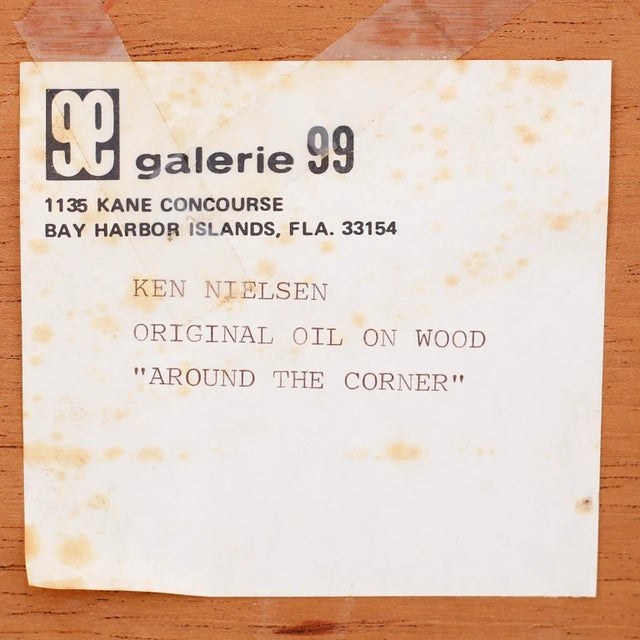 99 galerie 99
1135 KANE CONCOURSE
BAY HARBOR ISLANDS, FLA. 33154
KEN NIELSEN
ORIGINAL OIL ON WOOD
"AROUND THE CORNER"